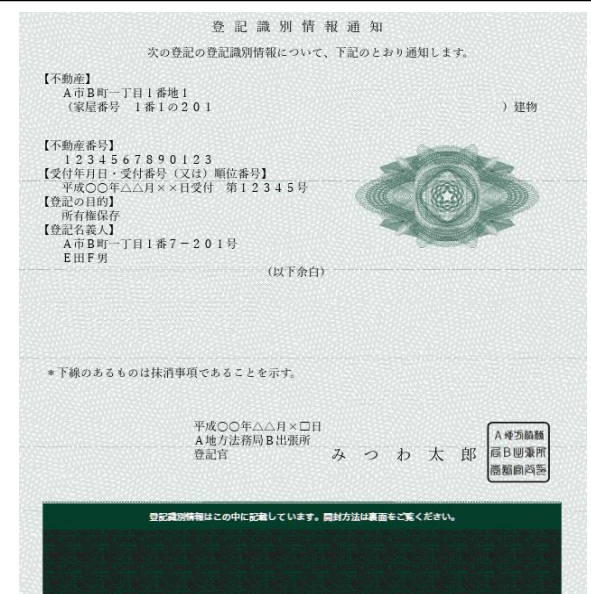 登記識別情報通知
次の登記の登記識別情報について、下記のとおり通知します。
【不動産】
A市B町一丁目1番地1
(家屋番号 1番1の201 )建物
【不動産番号】
1234567890123
【受付年月日・受付番号(又は)順位番号】
平成○○年△△月××日受付 第12345号
【登記の目的】
所有権保存
【登記名義人】
A市B町一丁目1番7-201号
E田F男
(以下余白)
*下線のあるものは抹消事項であることを示す。
平成○○年△△月×□日
A地方法務局B出張所
登記官 みつわ太郎
登記識別情報はこの中に記載しています。開封方法は裏面をご覧ください。